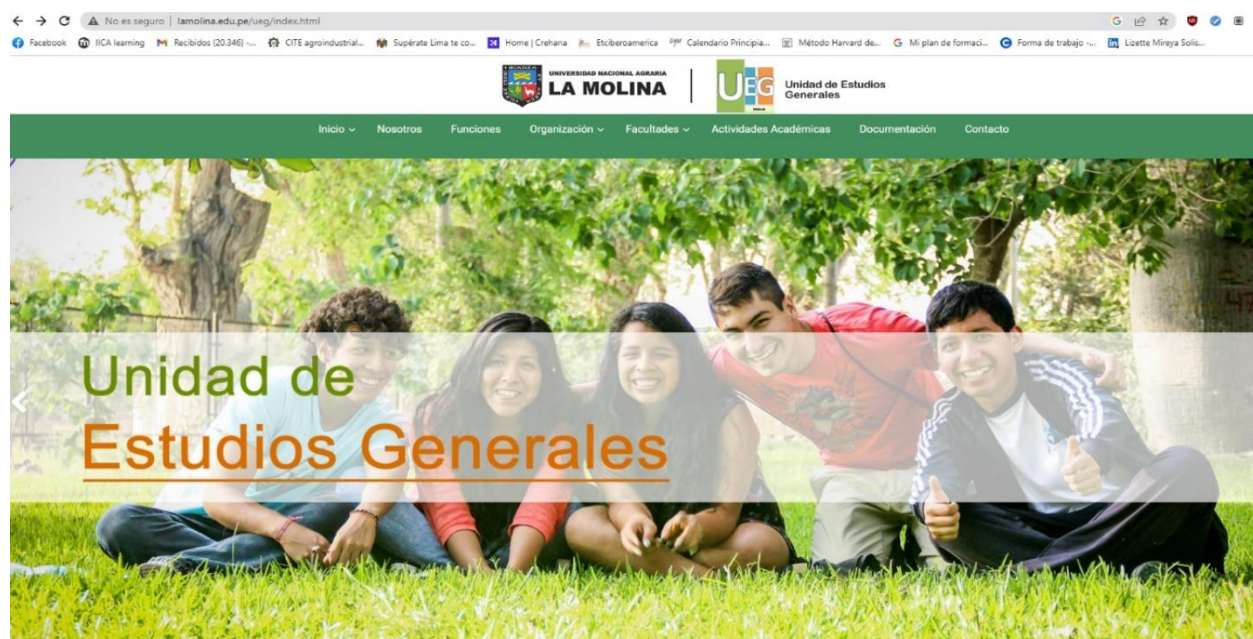 No es seguro | lamolina.edu.pe/ueg/index.html
Facebook IICA learning Recibidos (20.346) -... CITE agroindustrial... Supérate Lima te co... Home | Crehana Etciberoamerica Calendario Principia... Método Harvard de... Mi plan de formaci... Forma de trabajo -... Lizette Mireya Solis...
UNIVERSIDAD NACIONAL AGRARIA
LA MOLINA
UEG
Unidad de Estudios
Generales
Inicio Nosotros Funciones Organización Facultades Actividades Académicas Documentación Contacto
Unidad de
Estudios Generales